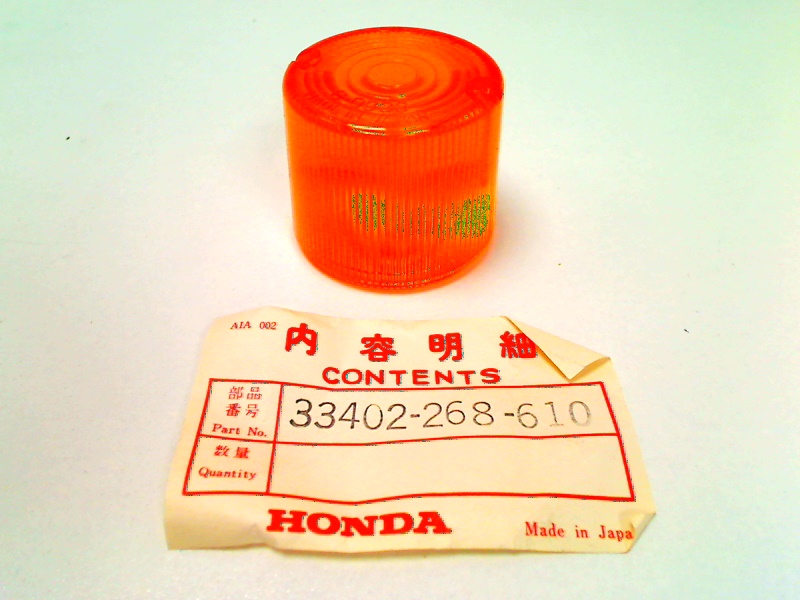 AIA 002
内容明細
CONTENTS
部品
番号
Part No.
33402-268-610
数量
Quantity
HONDA
Made in Japa